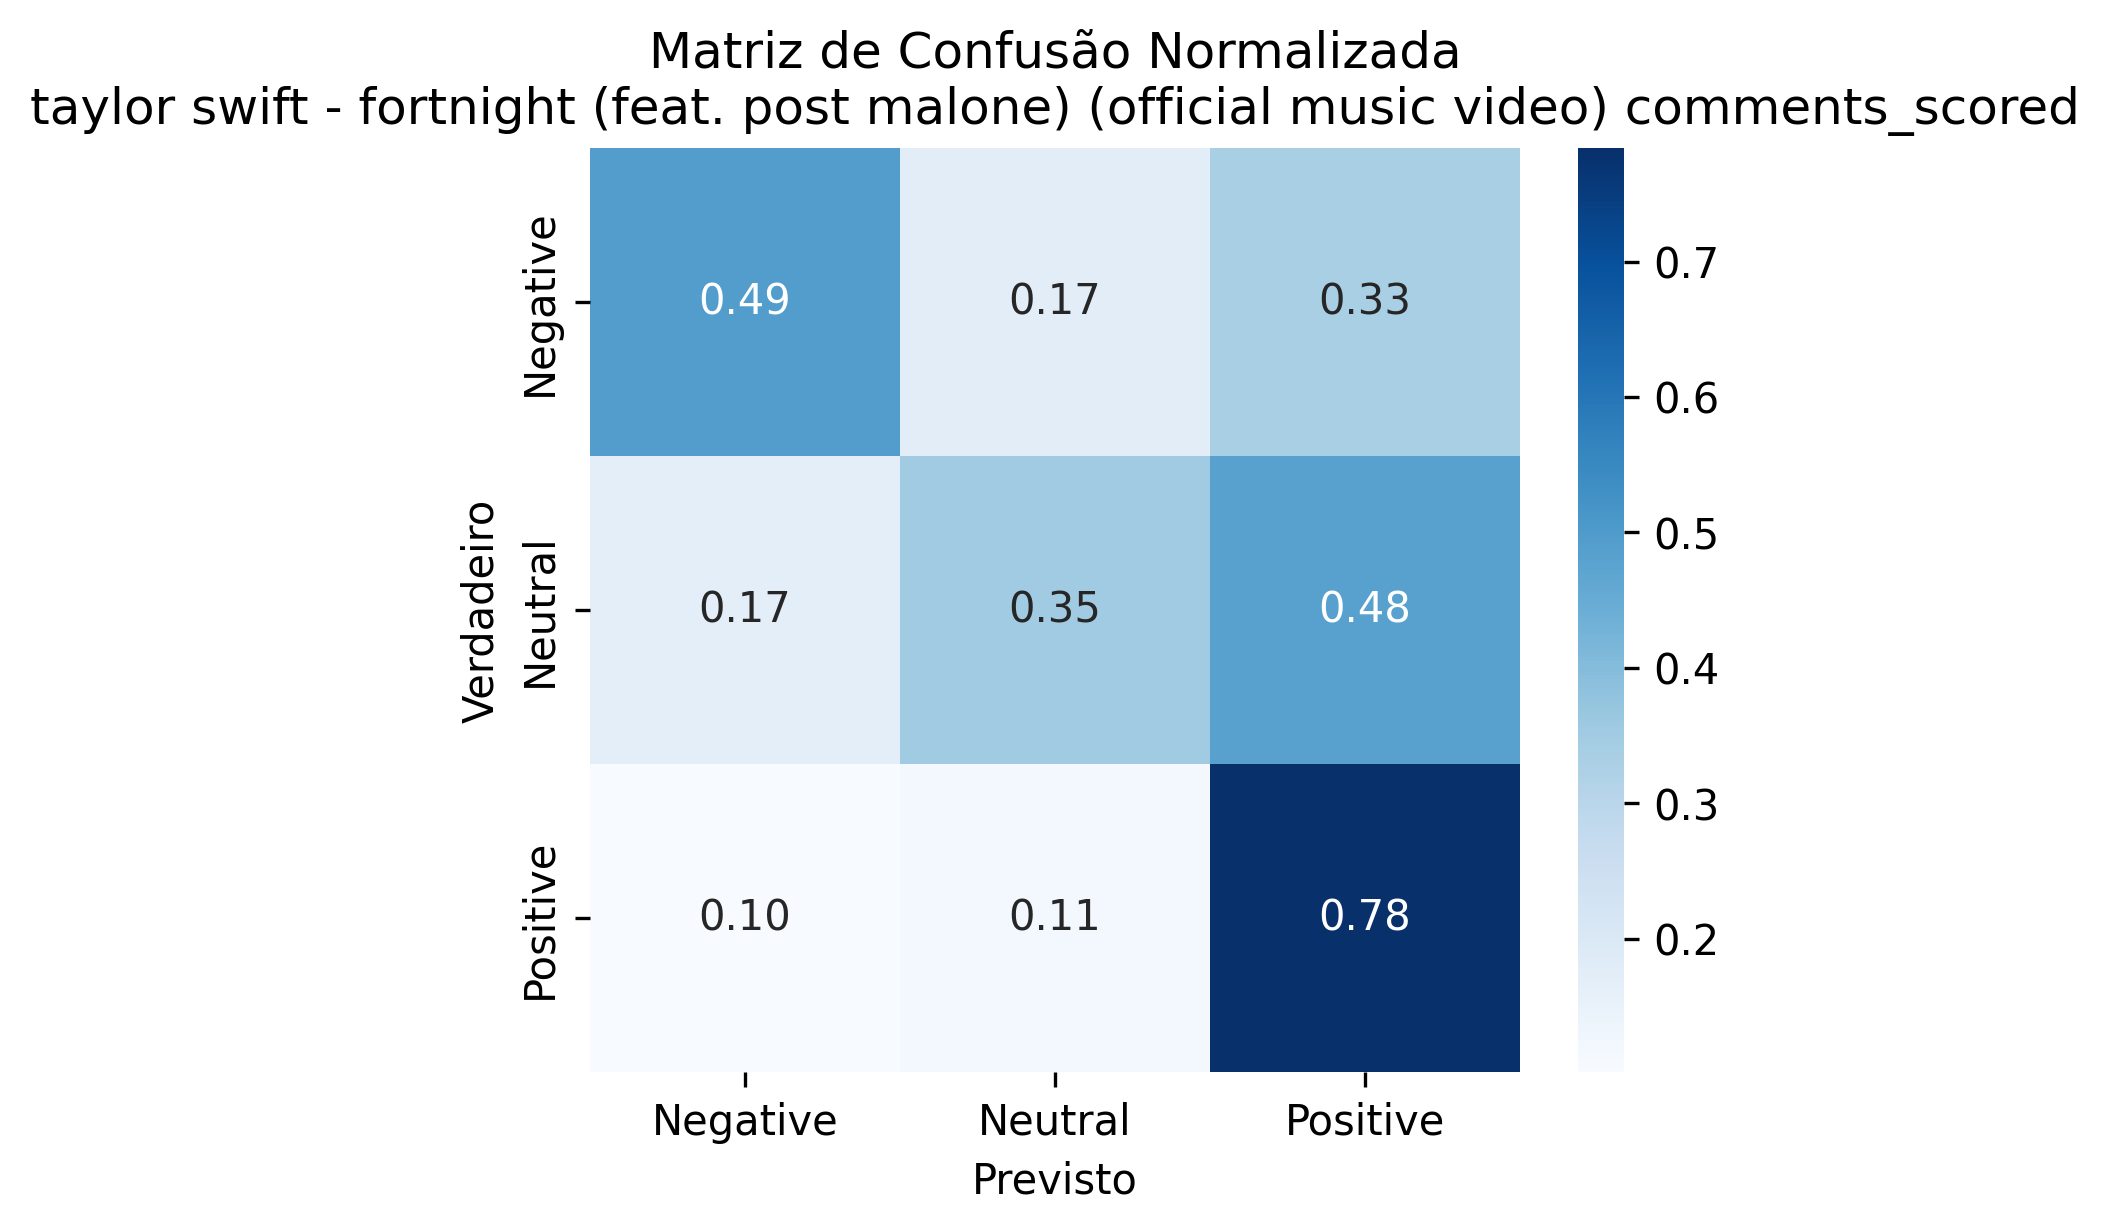 Matriz de Confusão Normalizada
taylor swift - fortnight (feat. post malone) (official music video) comments_scored
Verdadeiro
Negative
0.49 0.17 0.33
Neutral
0.17 0.35 0.48
Positive
0.10 0.11 0.78
Negative Neutral Positive
Previsto
0.7
0.6
0.5
0.4
0.3
0.2